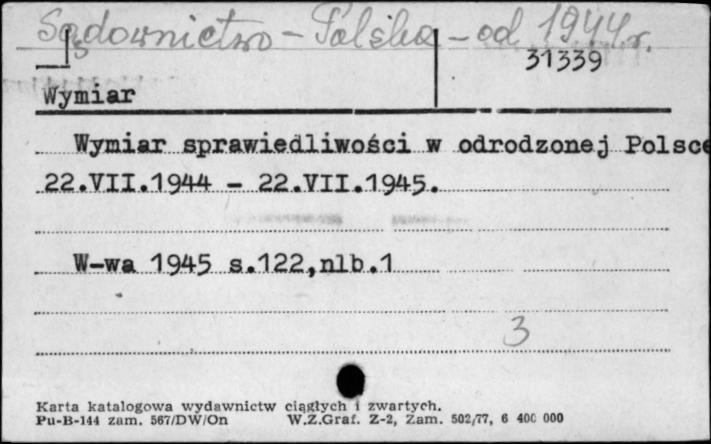 Sądownictwo - Polska - od 1944 r.
31339
Wymiar
Wymiar sprawiedliwości w odrodzonej Polsce
22.VII.1944 - 22.VII.1945.
W-wa 1945 s.122,nlb.1
3
Karta katalogowa wydawnictw ciągłych i zwartych.
Pu-B-144 zam. 567/DW/On W.Z.Graf. Z-2, Zam. 502/77, 6 400 000